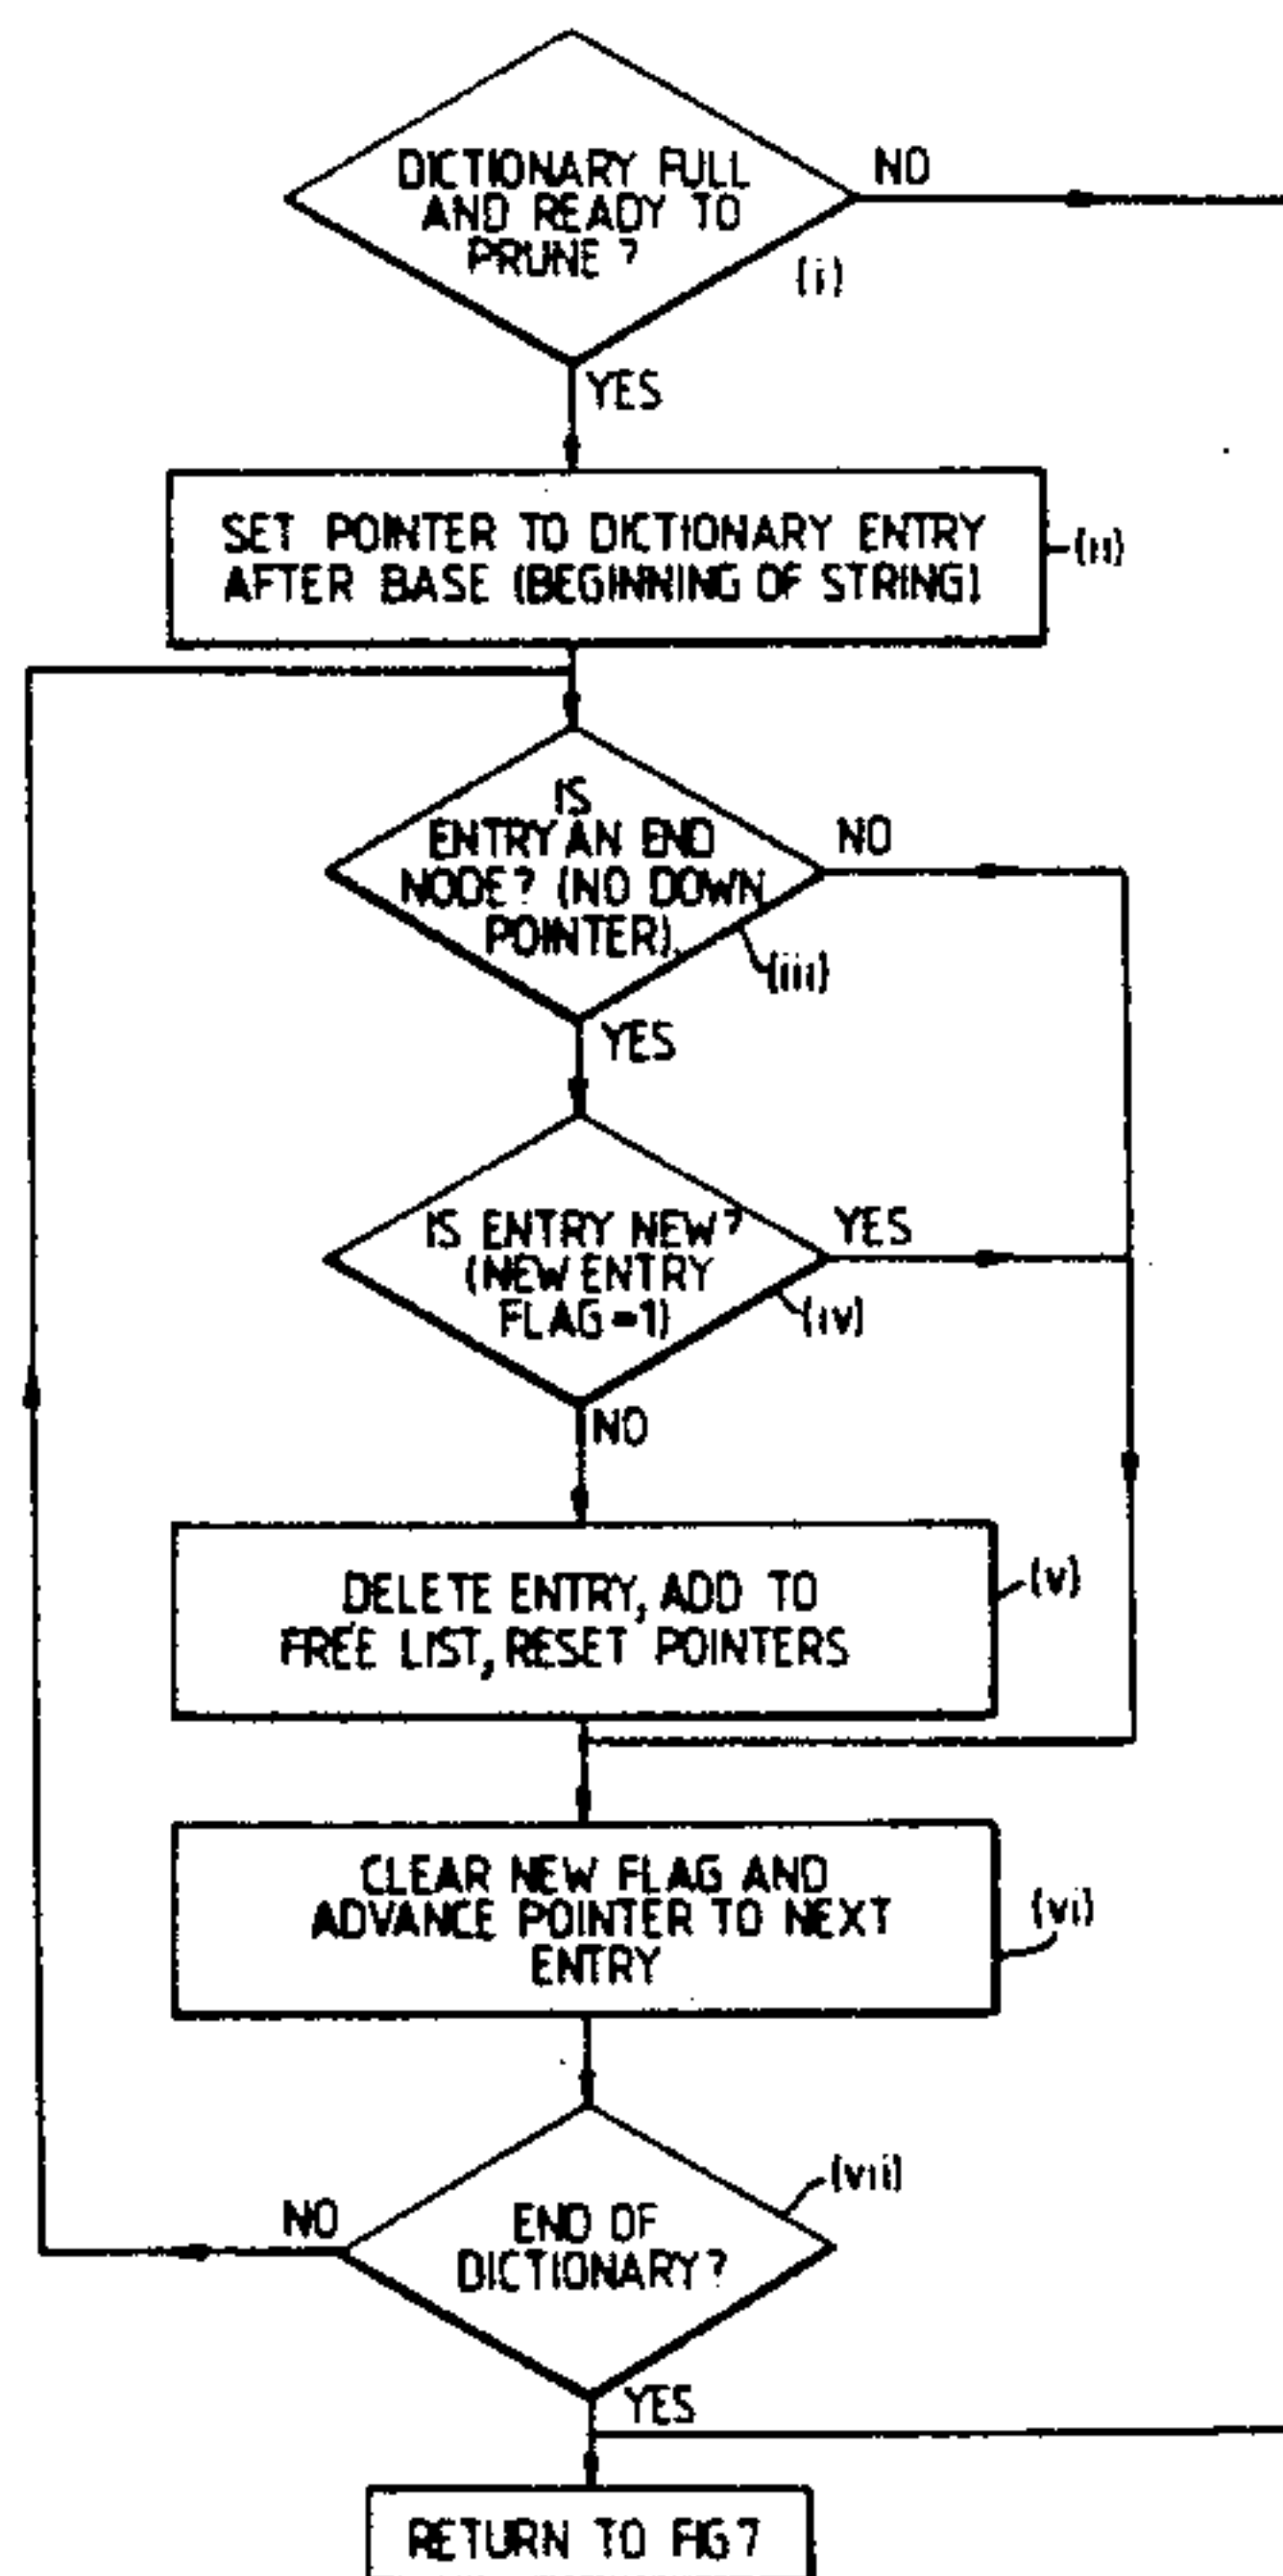 DICTIONARY FULL
AND READY TO
PRUNE?
NO
(i)
YES
SET POINTER TO DICTIONARY ENTRY
AFTER BASE (BEGINNING OF STRING)
(ii)
IS
ENTRY AN END
NODE? (NO DOWN
POINTER).
NO
(iii)
YES
IS ENTRY NEW?
(NEW ENTRY
FLAG=1)
YES
(iv)
NO
DELETE ENTRY, ADD TO
FREE LIST, RESET POINTERS
(v)
CLEAR NEW FLAG AND
ADVANCE POINTER TO NEXT
ENTRY
(vi)
END OF
DICTIONARY?
(vii)
NO
YES
RETURN TO FIG 7